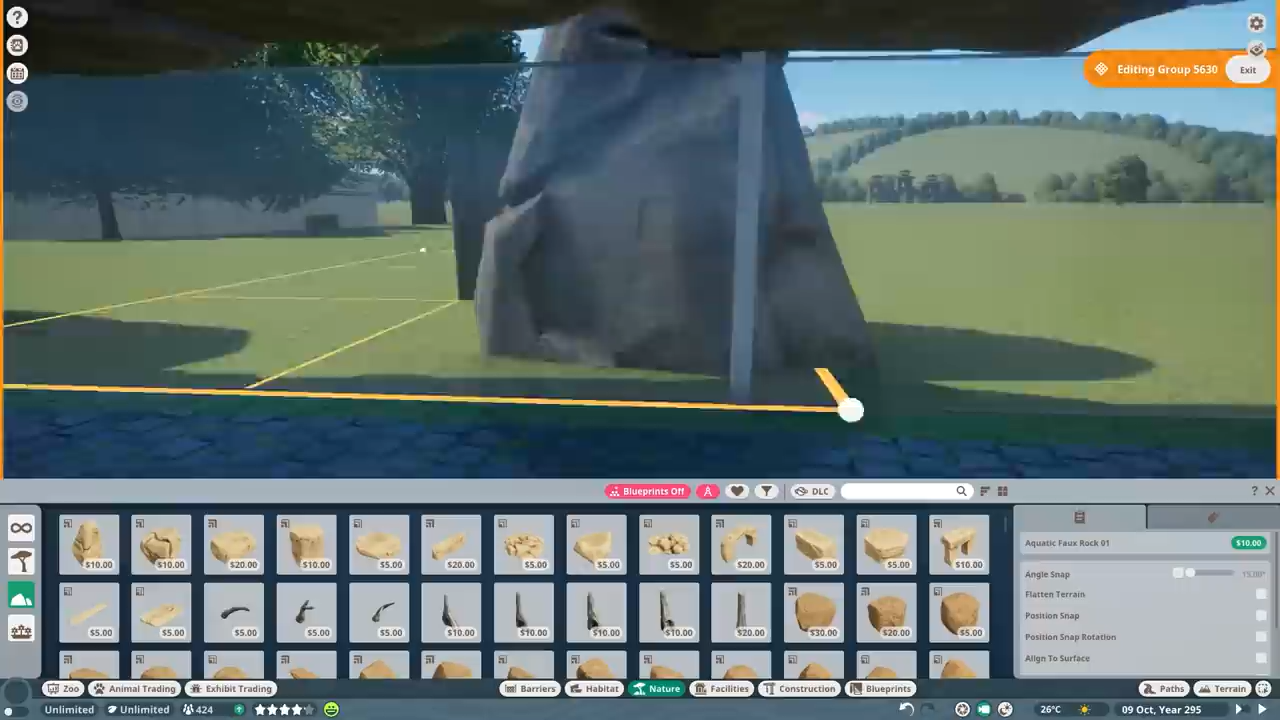 ?
Editing Group 5630 Exit
Blueprints Off DLC ? X
$10.00 $10.00 $20.00 $10.00 $5.00 $20.00 $5.00 $5.00 $5.00 $20.00 $5.00 $5.00 $10.00
Aquatic Faux Rock 01 $10.00
Angle Snap 15.00°
Flatten Terrain
$5.00 $5.00 $5.00 $5.00 $5.00 $10.00 $10.00 $10.00 $10.00 $20.00 $30.00 $20.00 $5.00
Position Snap
Position Snap Rotation
Align To Surface
Zoo Animal Trading Exhibit Trading Barriers Habitat Nature Facilities Construction Blueprints Paths Terrain
Unlimited Unlimited 424 26°C 09 Oct, Year 295